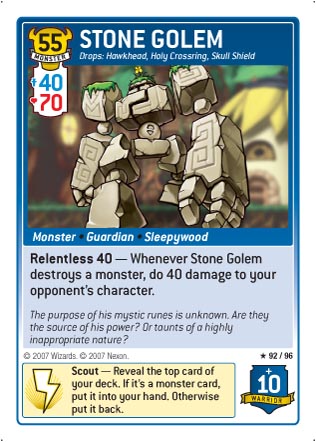 55
MONSTER
STONE GOLEM
Drops: Hawkhead, Holy Crossring, Skull Shield
40
70
Monster • Guardian • Sleepywood
Relentless 40 — Whenever Stone Golem
destroys a monster, do 40 damage to your
opponent's character.
The purpose of his mystic runes is unknown. Are they
the source of his power? Or taunts of a highly
inappropriate nature?
© 2007 Wizards. © 2007 Nexon.
★ 92 / 96
Scout — Reveal the top card of
your deck. If it's a monster card,
put it into your hand. Otherwise
put it back.
+
10
WARRIOR